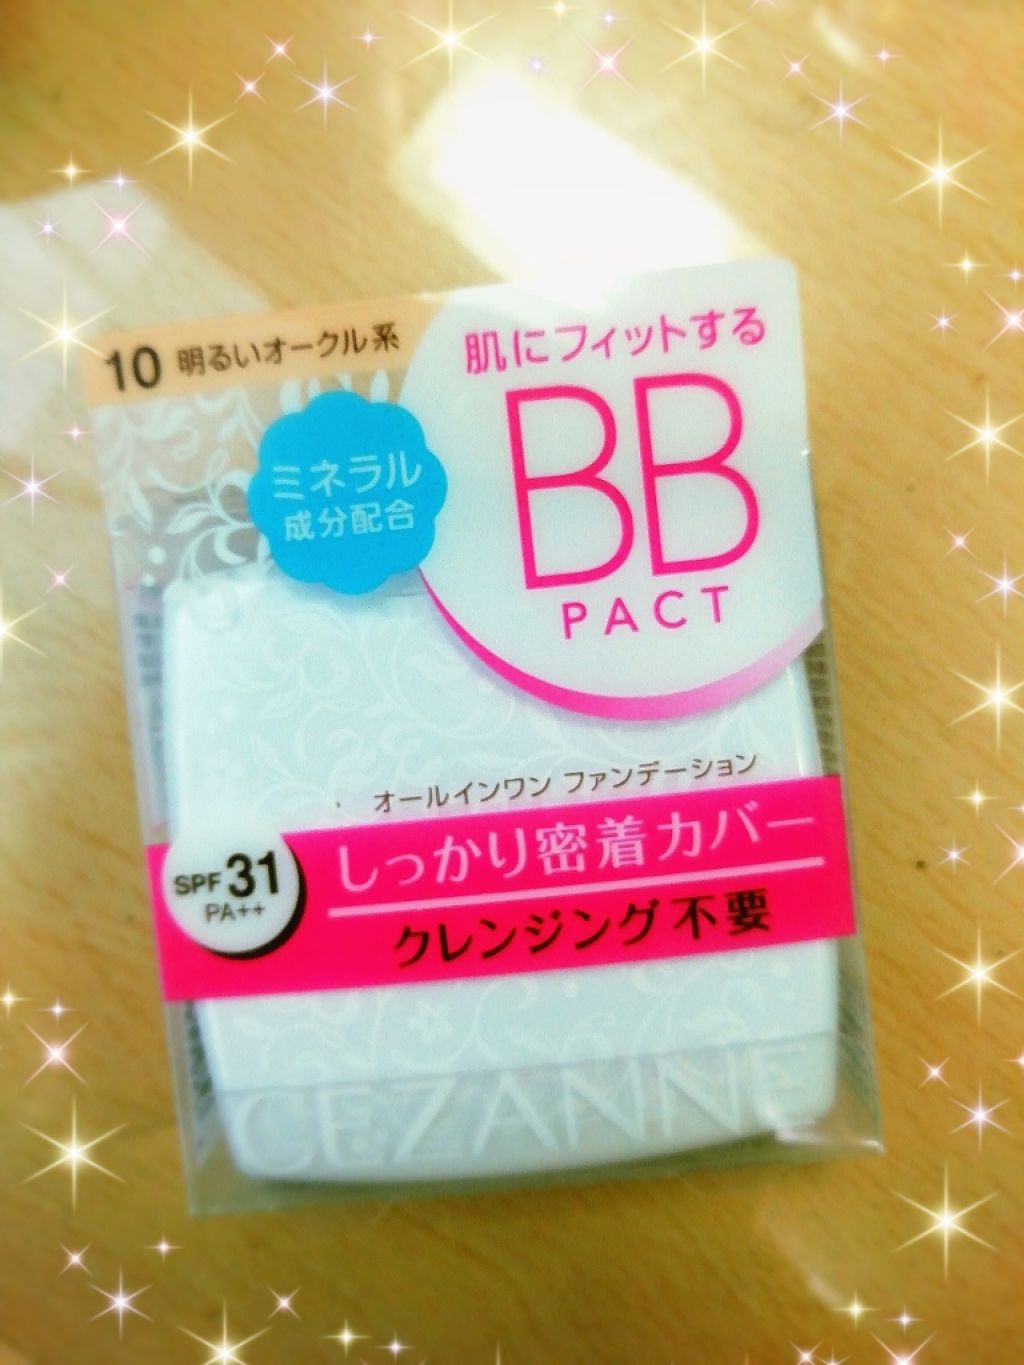 10 明るいオークル系
肌にフィットする
BB
PACT
ミネラル
成分配合
オールインワン ファンデーション
しっかり密着カバー
クレンジング不要
SPF31
PA++
CEZANNE